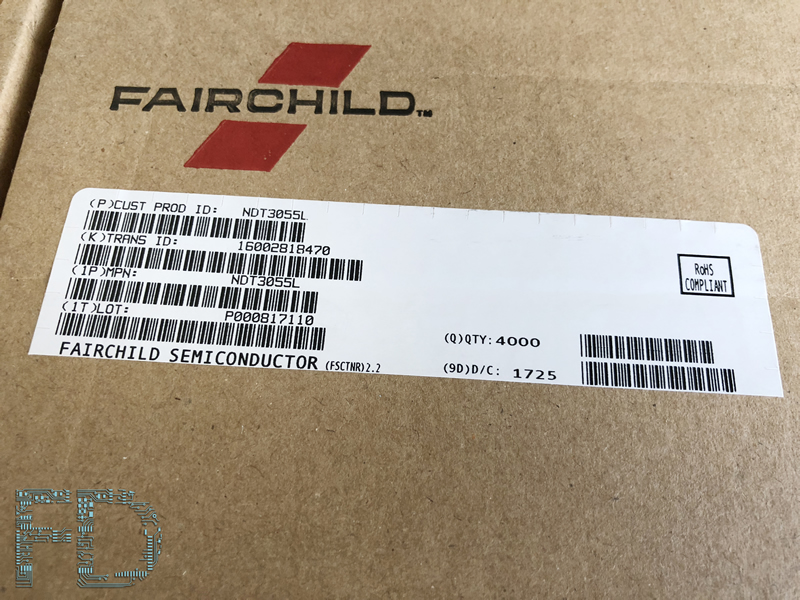 FAIRCHILD™
(P)CUST PROD ID: NDT3055L
(K)TRANS ID: 16002818470
(1P)MPN: NDT3055L
(1T)LOT: P000817110
FAIRCHILD SEMICONDUCTOR (FSCTNR)2.2
(Q)QTY: 4000
(9D)D/C: 1725
RoHS
COMPLIANT
FD